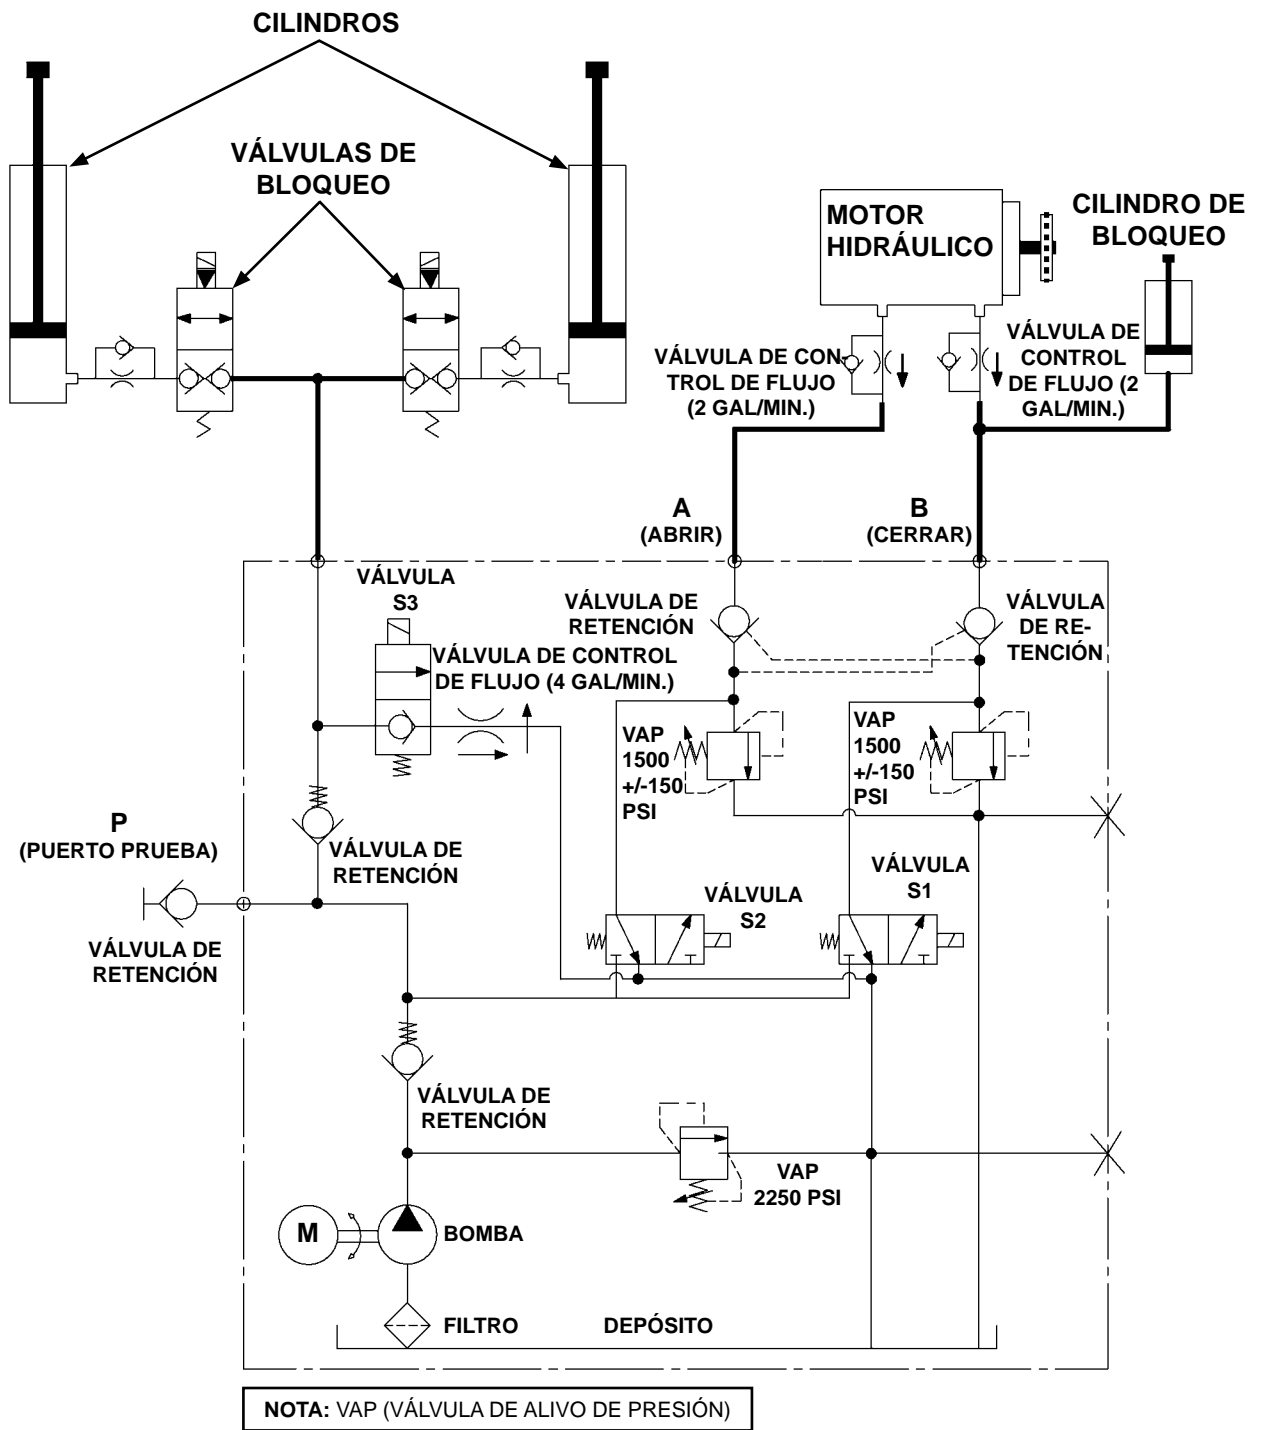 CILINDROS
VÁLVULAS DE
BLOQUEO
MOTOR
HIDRÁULICO
CILINDRO DE
BLOQUEO
VÁLVULA DE CON-
TROL DE FLUJO
(2 GAL/MIN.)
VÁLVULA DE
CONTROL
DE FLUJO (2
GAL/MIN.)
A
(ABRIR)
B
(CERRAR)
VÁLVULA
S3
VÁLVULA DE
RETENCIÓN
VÁLVULA
DE RE-
TENCIÓN
VÁLVULA DE CONTROL
DE FLUJO (4 GAL/MIN.)
VAP
1500
+/-150
PSI
VAP
1500
+/-150
PSI
P
(PUERTO PRUEBA)
VÁLVULA DE
RETENCIÓN
VÁLVULA
S1
VÁLVULA
S2
VÁLVULA DE
RETENCIÓN
VÁLVULA DE
RETENCIÓN
VAP
2250 PSI
M
BOMBA
FILTRO
DEPÓSITO
NOTA: VAP (VÁLVULA DE ALIVO DE PRESIÓN)